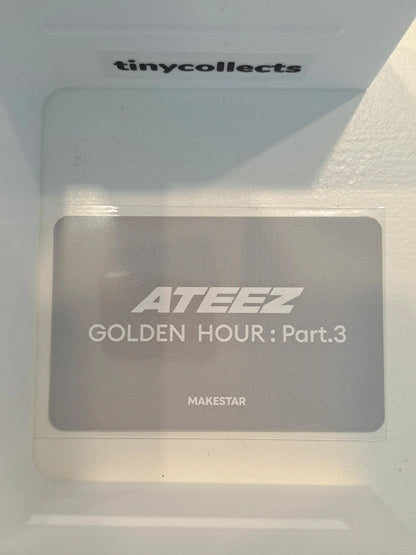 tinycollects
ATEEZ
GOLDEN HOUR : Part.3
MAKESTAR